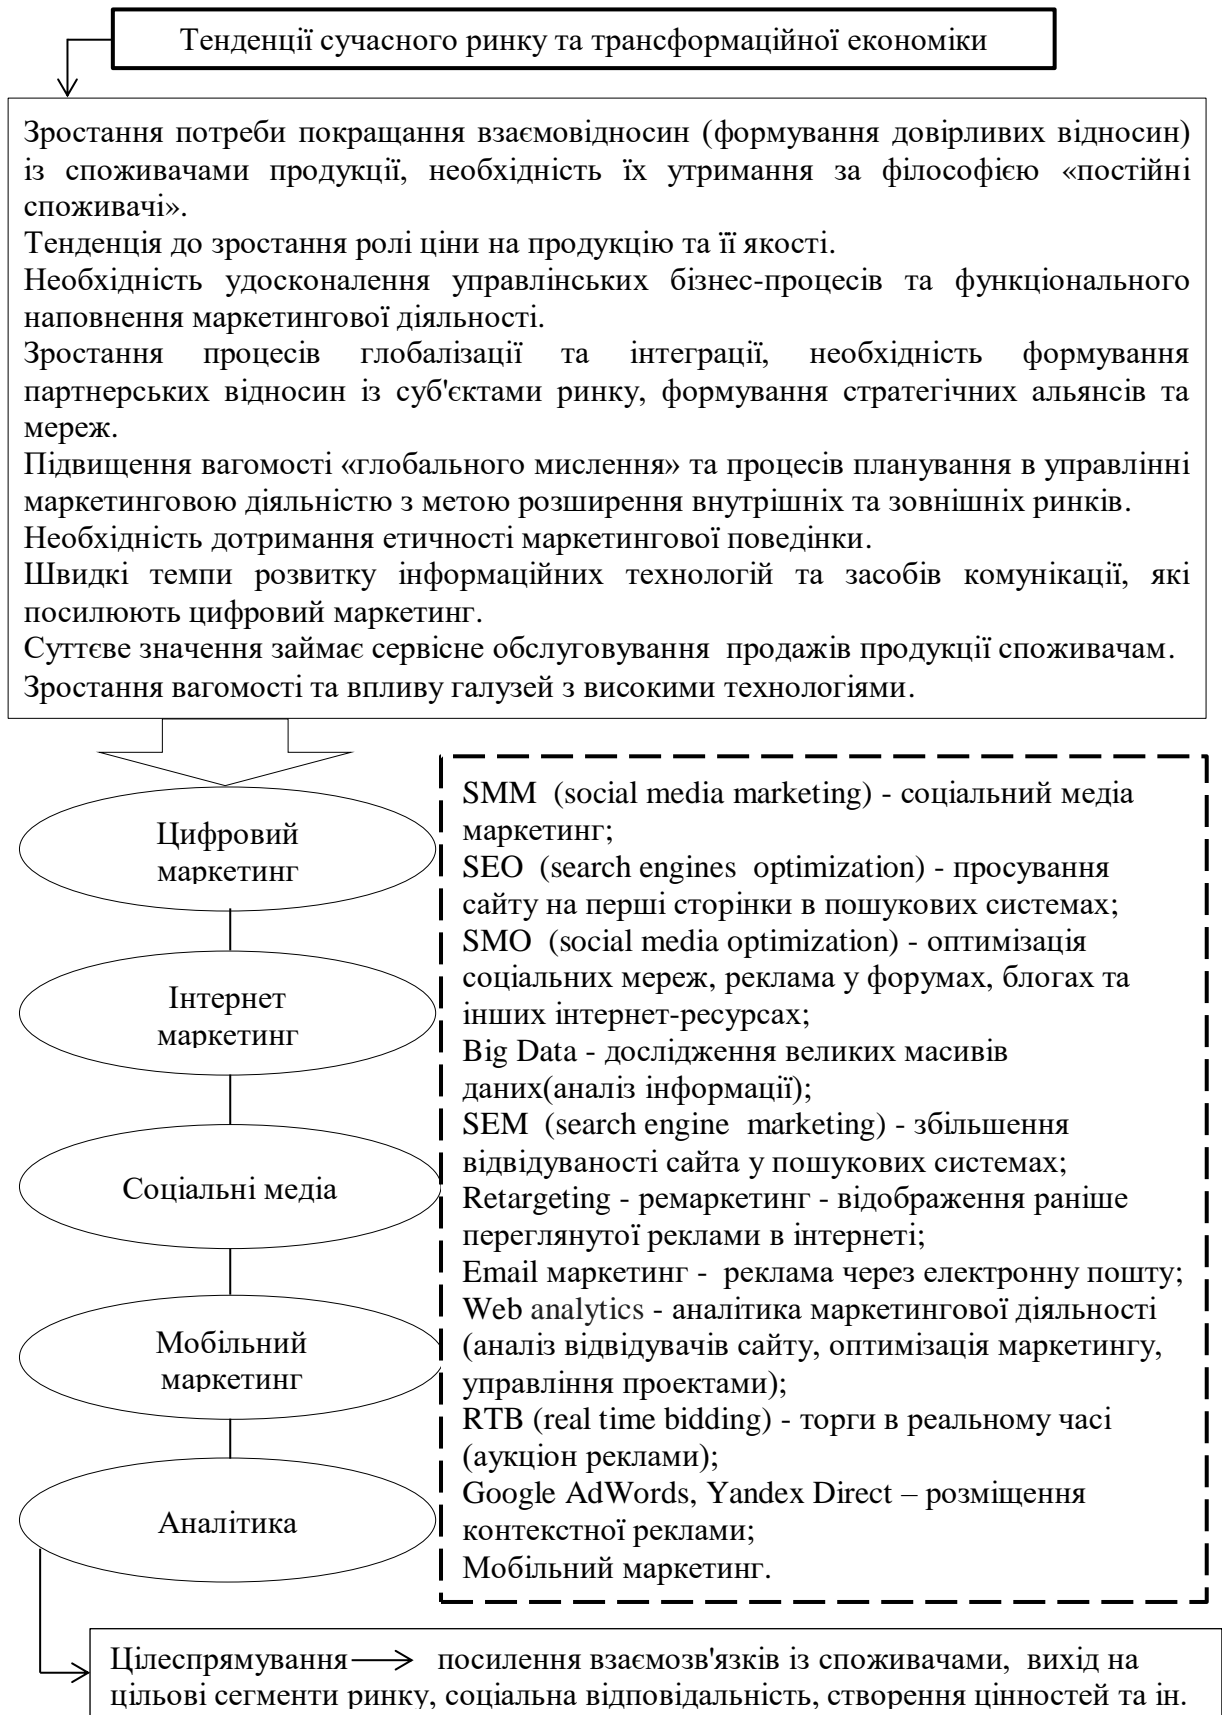 Тенденції сучасного ринку та трансформаційної економіки
Зростання потреби покращання взаємовідносин (формування довірливих відносин)
із споживачами продукції, необхідність їх утримання за філософією «постійні
споживачі».
Тенденція до зростання ролі ціни на продукцію та її якості.
Необхідність удосконалення управлінських бізнес-процесів та функціонального
наповнення маркетингової діяльності.
Зростання процесів глобалізації та інтеграції, необхідність формування
партнерських відносин із суб'єктами ринку, формування стратегічних альянсів та
мереж.
Підвищення вагомості «глобального мислення» та процесів планування в управлінні
маркетинговою діяльністю з метою розширення внутрішніх та зовнішніх ринків.
Необхідність дотримання етичності маркетингової поведінки.
Швидкі темпи розвитку інформаційних технологій та засобів комунікації, які
посилюють цифровий маркетинг.
Суттєве значення займає сервісне обслуговування продажів продукції споживачам.
Зростання вагомості та впливу галузей з високими технологіями.
Цифровий
маркетинг
Інтернет
маркетинг
Соціальні медіа
Мобільний
маркетинг
Аналітика
SMM (social media marketing) - соціальний медіа
маркетинг;
SEO (search engines optimization) - просування
сайту на перші сторінки в пошукових системах;
SMO (social media optimization) - оптимізація
соціальних мереж, реклама у форумах, блогах та
інших інтернет-ресурсах;
Big Data - дослідження великих масивів
даних(аналіз інформації);
SEM (search engine marketing) - збільшення
відвідуваності сайта у пошукових системах;
Retargeting - ремаркетинг - відображення раніше
переглянутої реклами в інтернеті;
Email маркетинг - реклама через електронну пошту;
Web analytics - аналітика маркетингової діяльності
(аналіз відвідувачів сайту, оптимізація маркетингу,
управління проектами);
RTB (real time bidding) - торги в реальному часі
(аукціон реклами);
Google AdWords, Yandex Direct – розміщення
контекстної реклами;
Мобільний маркетинг.
Цілеспрямування → посилення взаємозв'язків із споживачами, вихід на
цільові сегменти ринку, соціальна відповідальність, створення цінностей та ін.